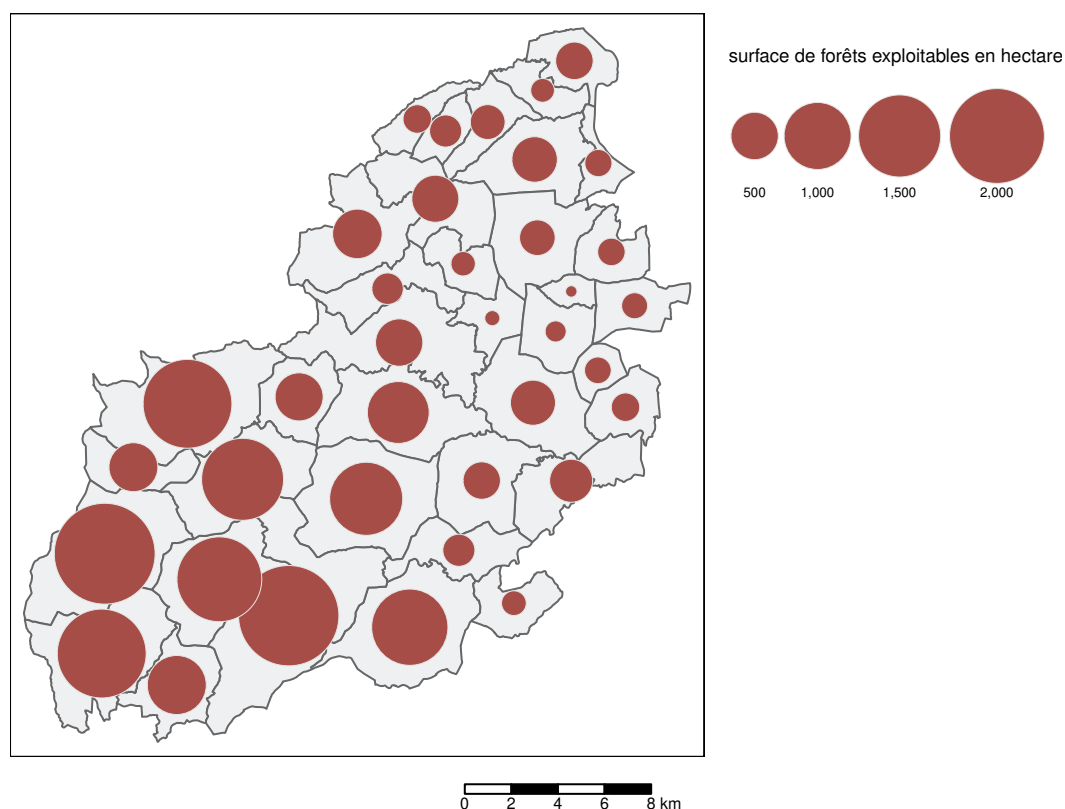 surface de forêts exploitables en hectare
500 1,000 1,500 2,000
0 2 4 6 8 km